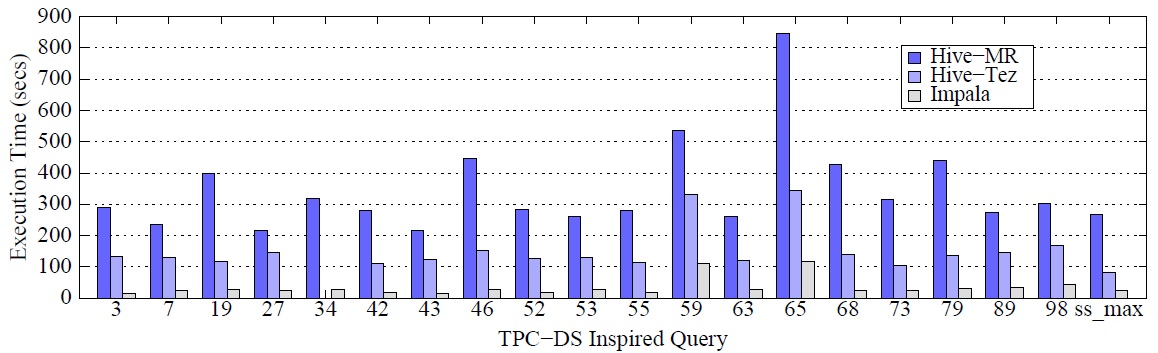 900
800
700
600
500
400
300
200
100
0
Execution Time (secs)
Hive−MR
Hive−Tez
Impala
3 7 19 27 34 42 43 46 52 53 55 59 63 65 68 73 79 89 98 ss_max
TPC−DS Inspired Query